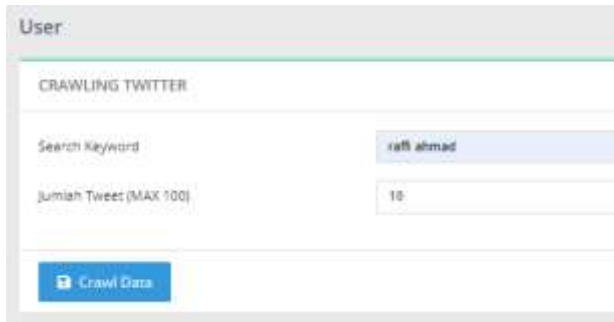 User
CRAWLING TWITTER
Search Keyword
raffi ahmad
Jumlah Tweet (MAX 100)
10
Crawl Data